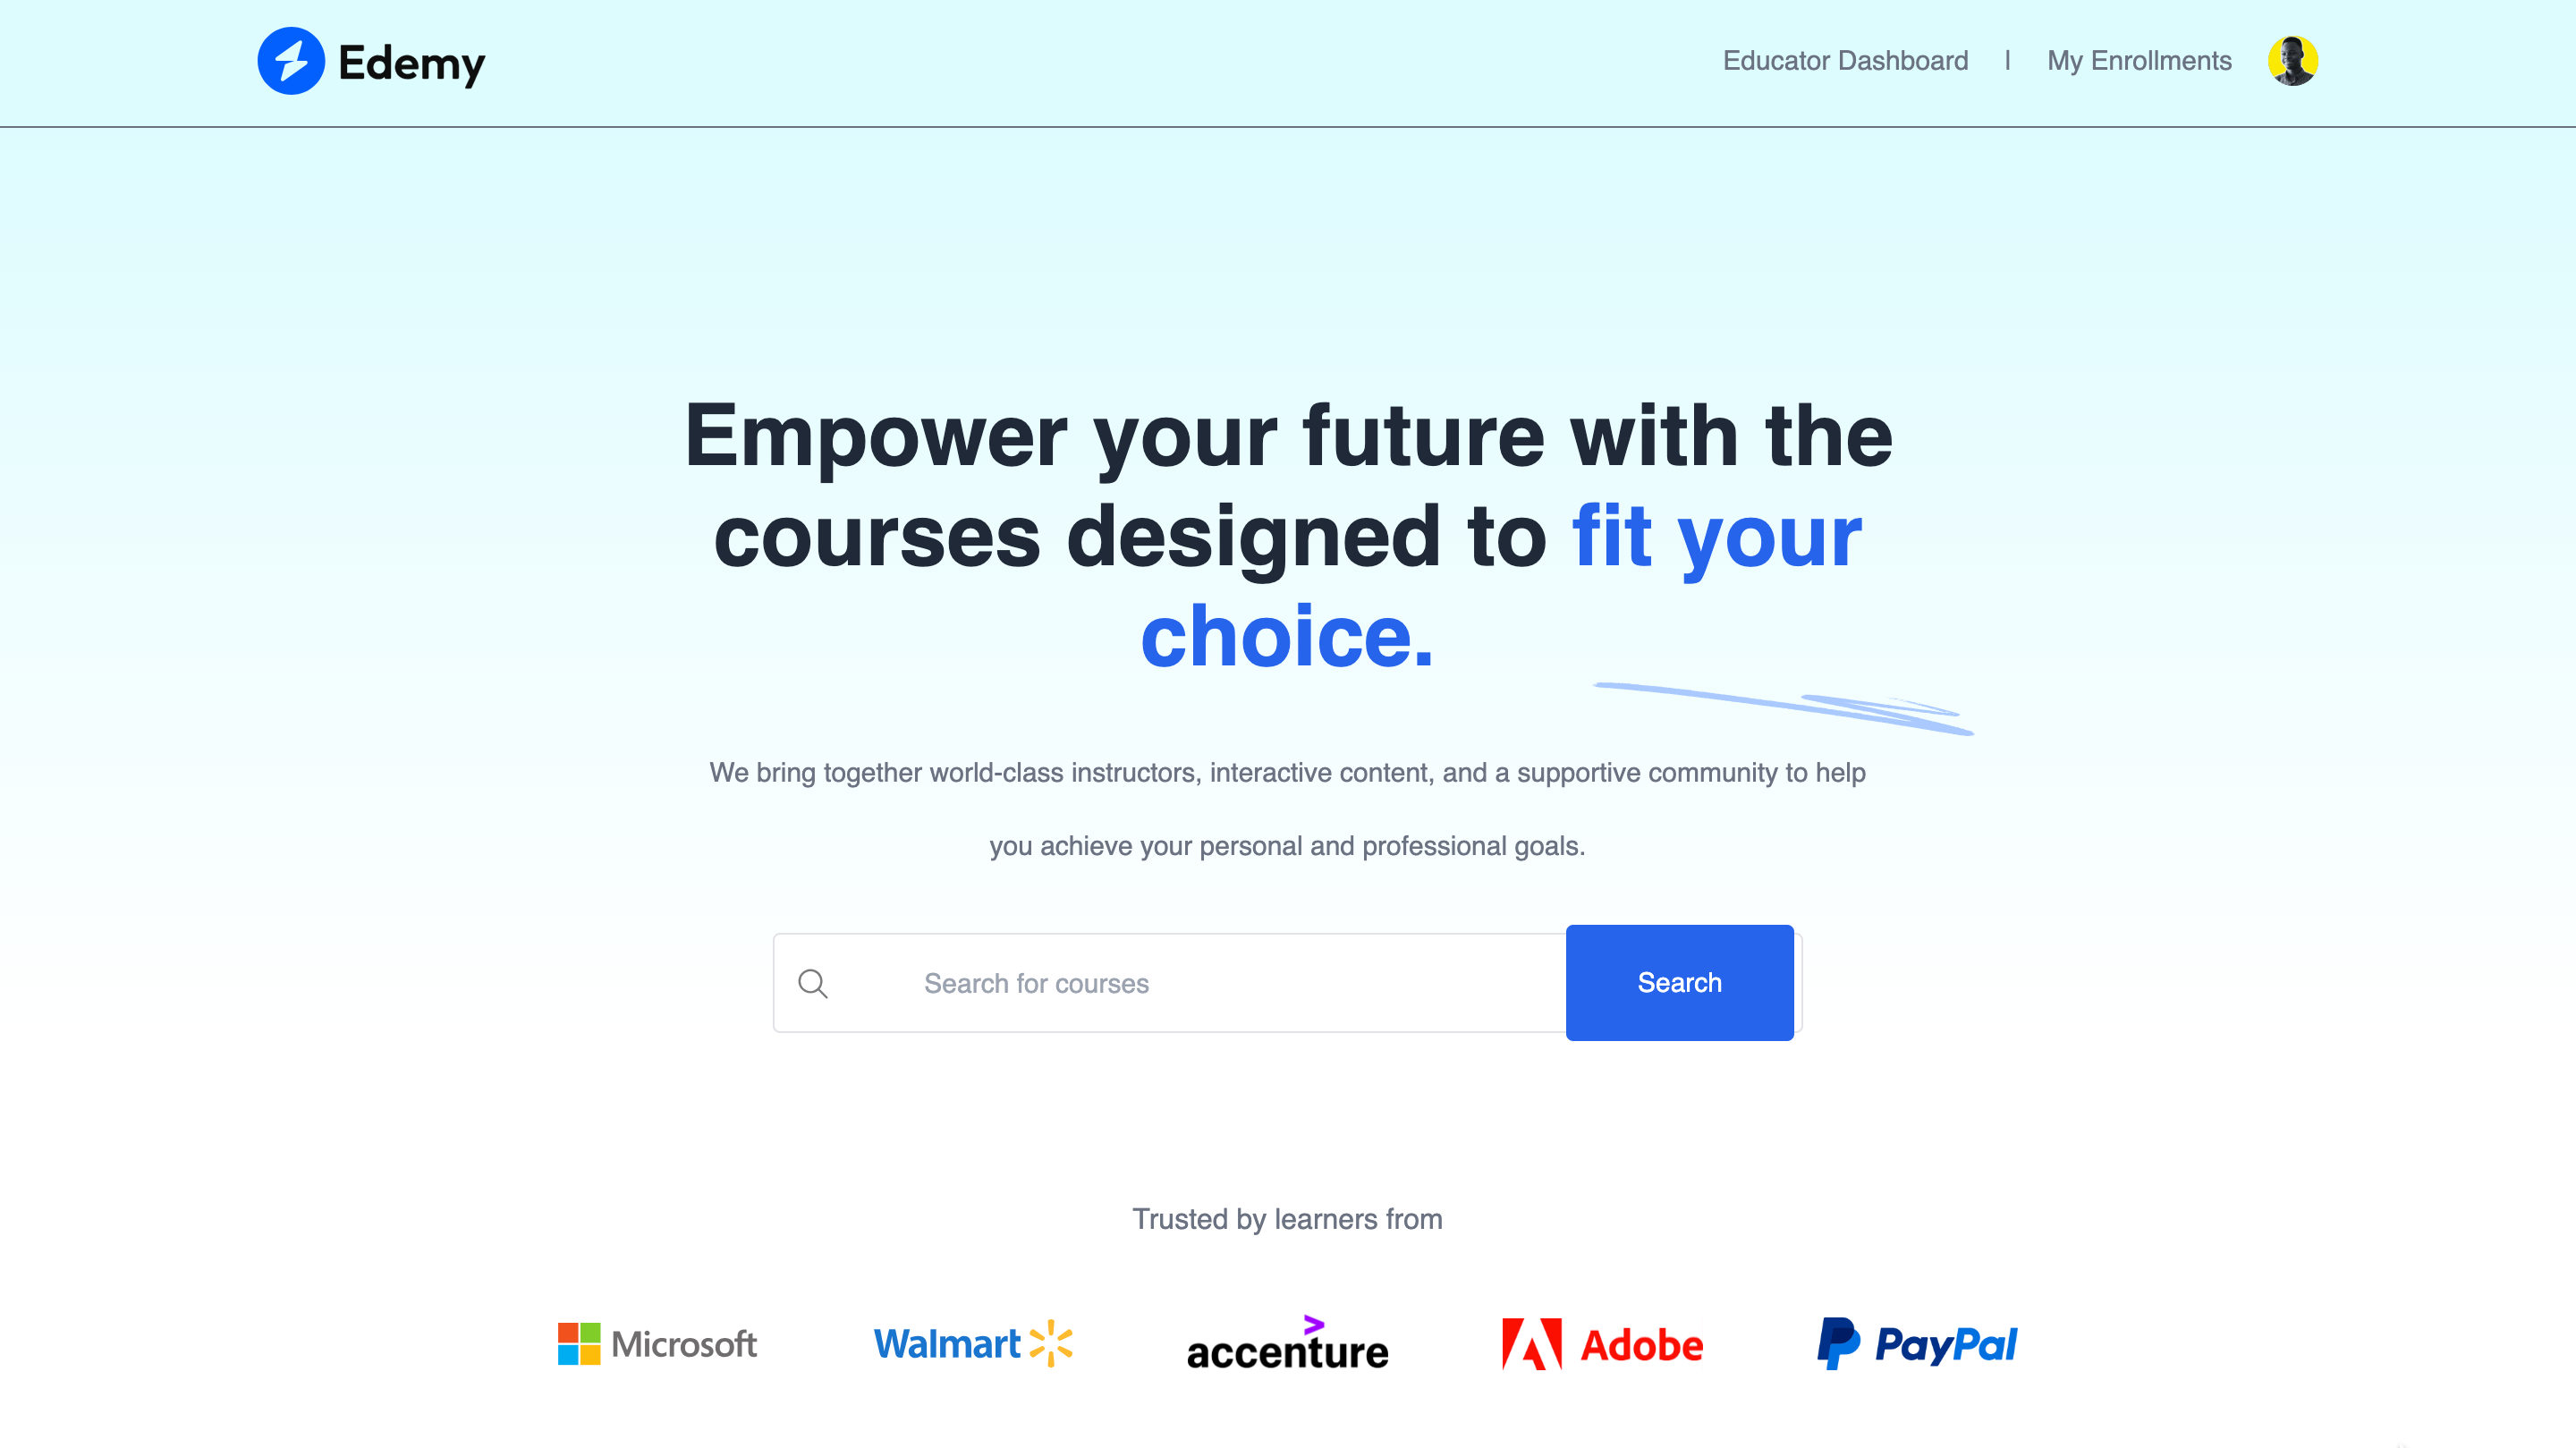 Edemy
Educator Dashboard | My Enrollments
Empower your future with the
courses designed to fit your
choice.
We bring together world-class instructors, interactive content, and a supportive community to help
you achieve your personal and professional goals.
Search for courses
Search
Trusted by learners from
Microsoft
Walmart
accenture
Adobe
PayPal